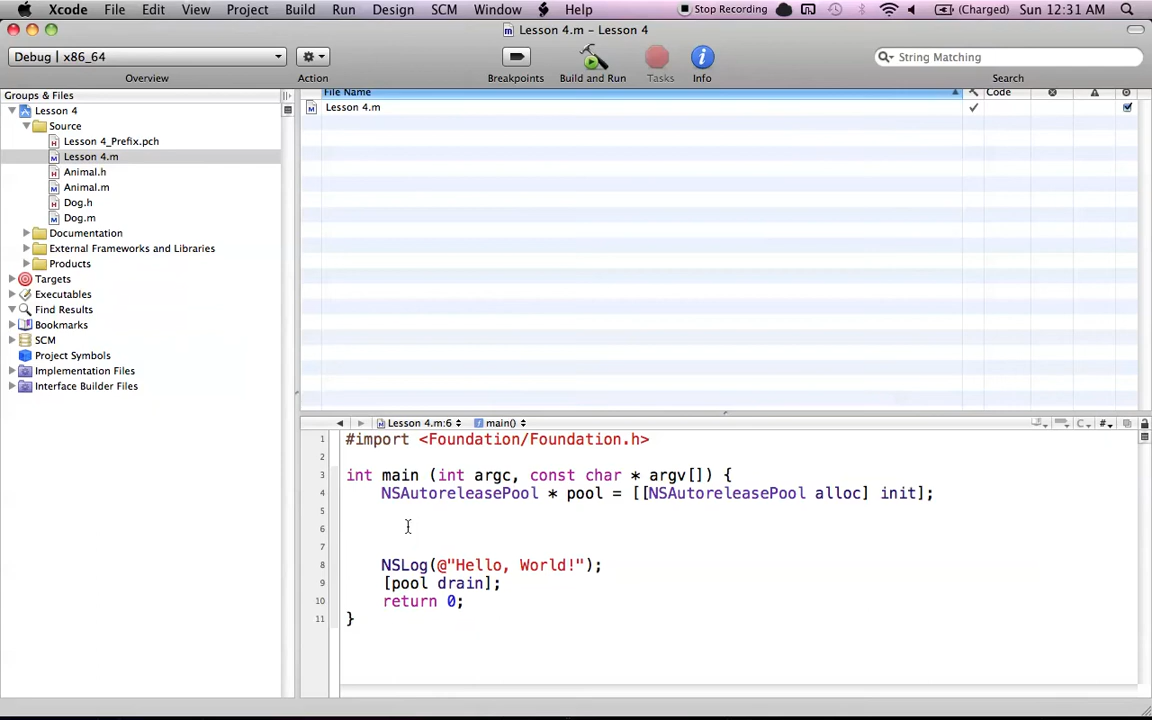 Xcode File Edit View Project Build Run Design SCM Window Help Stop Recording (Charged) Sun 12:31 AM
Lesson 4.m - Lesson 4
Debug | x86_64
String Matching
Overview Action Breakpoints Build and Run Tasks Info Search
Groups & Files
File Name Code
Lesson 4
Lesson 4.m
Source
Lesson 4_Prefix.pch
Lesson 4.m
Animal.h
Animal.m
Dog.h
Dog.m
Documentation
External Frameworks and Libraries
Products
Targets
Executables
Find Results
Bookmarks
SCM
Project Symbols
Implementation Files
Interface Builder Files
Lesson 4.m:6 main()
1 #import <Foundation/Foundation.h>
2
3 int main (int argc, const char * argv[]) {
4 NSAutoreleasePool * pool = [[NSAutoreleasePool alloc] init];
5
6
7
8 NSLog(@"Hello, World!");
9 [pool drain];
10 return 0;
11 }